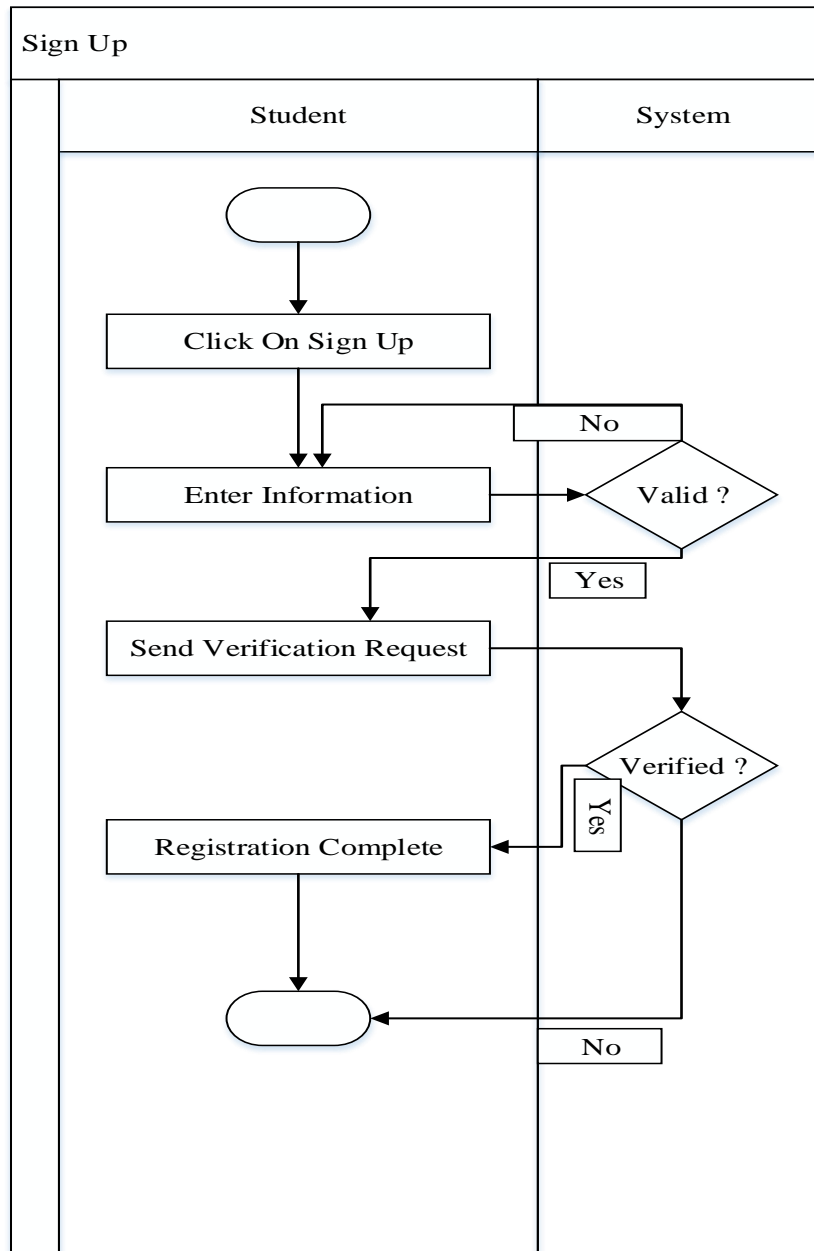 Sign Up
Student
System
Click On Sign Up
No
Enter Information
Valid ?
Yes
Send Verification Request
Verified ?
Yes
Registration Complete
No